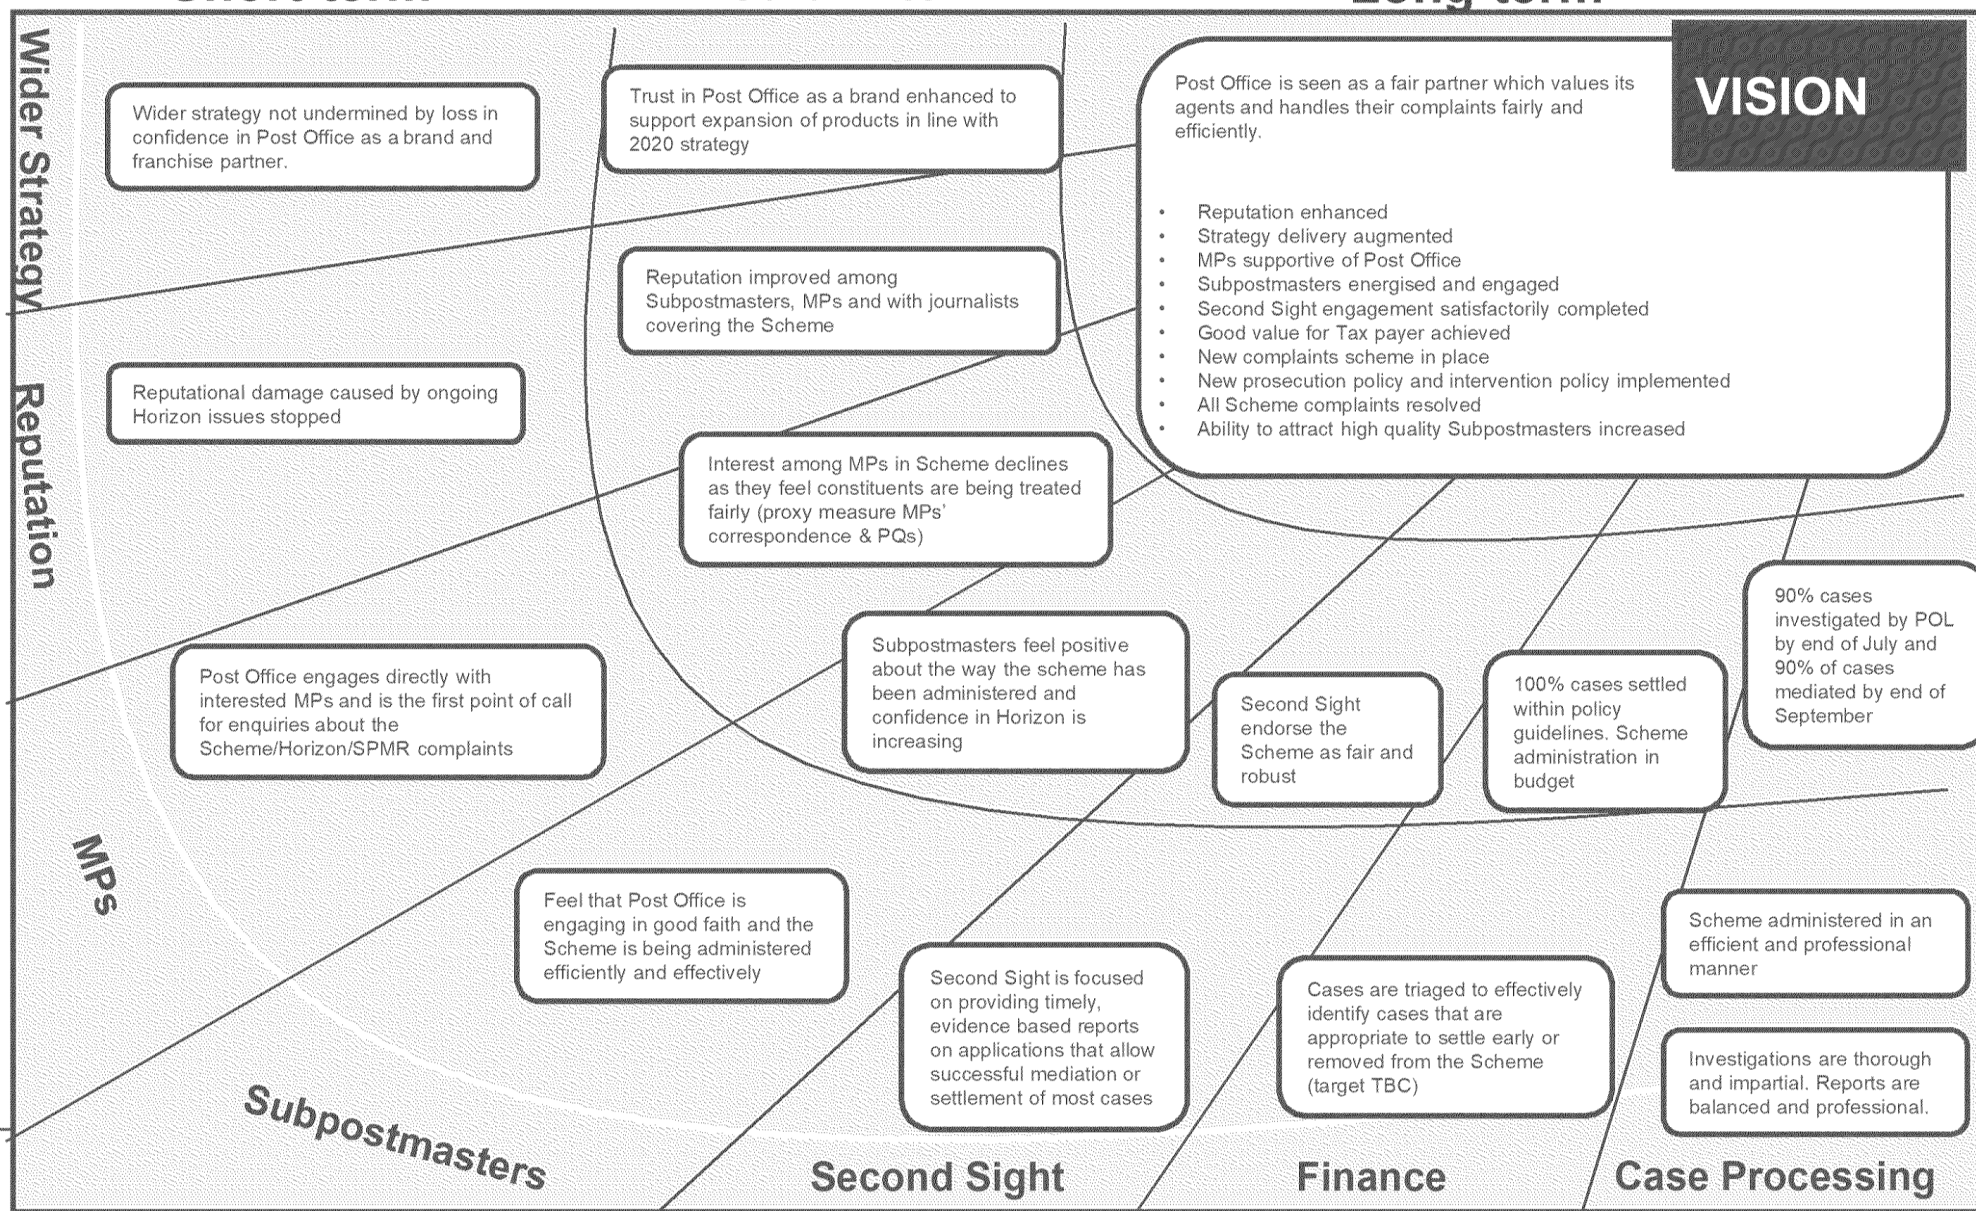 Short term
Long term
Wider Strategy
Wider strategy not undermined by loss in
confidence in Post Office as a brand and
franchise partner.
Trust in Post Office as a brand enhanced to
support expansion of products in line with
2020 strategy
Post Office is seen as a fair partner which values its
agents and handles their complaints fairly and
efficiently.
VISION
• Reputation enhanced
• Strategy delivery augmented
• MPs supportive of Post Office
• Subpostmasters energised and engaged
• Second Sight engagement satisfactorily completed
• Good value for Tax payer achieved
• New complaints scheme in place
• New prosecution policy and intervention policy implemented
• All Scheme complaints resolved
• Ability to attract high quality Subpostmasters increased
Reputation
Reputational damage caused by ongoing
Horizon issues stopped
Reputation improved among
Subpostmasters, MPs and with journalists
covering the Scheme
MPs
Post Office engages directly with
interested MPs and is the first point of call
for enquiries about the
Scheme/Horizon/SPMR complaints
Interest among MPs in Scheme declines
as they feel constituents are being treated
fairly (proxy measure MPs'
correspondence & PQs)
Subpostmasters
Feel that Post Office is
engaging in good faith and the
Scheme is being administered
efficiently and effectively
Subpostmasters feel positive
about the way the scheme has
been administered and
confidence in Horizon is
increasing
Second Sight
Second Sight is focused
on providing timely,
evidence based reports
on applications that allow
successful mediation or
settlement of most cases
Second Sight
endorse the
Scheme as fair and
robust
Finance
Cases are triaged to effectively
identify cases that are
appropriate to settle early or
removed from the Scheme
(target TBC)
100% cases settled
within policy
guidelines. Scheme
administration in
budget
Case Processing
90% cases
investigated by POL
by end of July and
90% of cases
mediated by end of
September
Scheme administered in an
efficient and professional
manner
Investigations are thorough
and impartial. Reports are
balanced and professional.